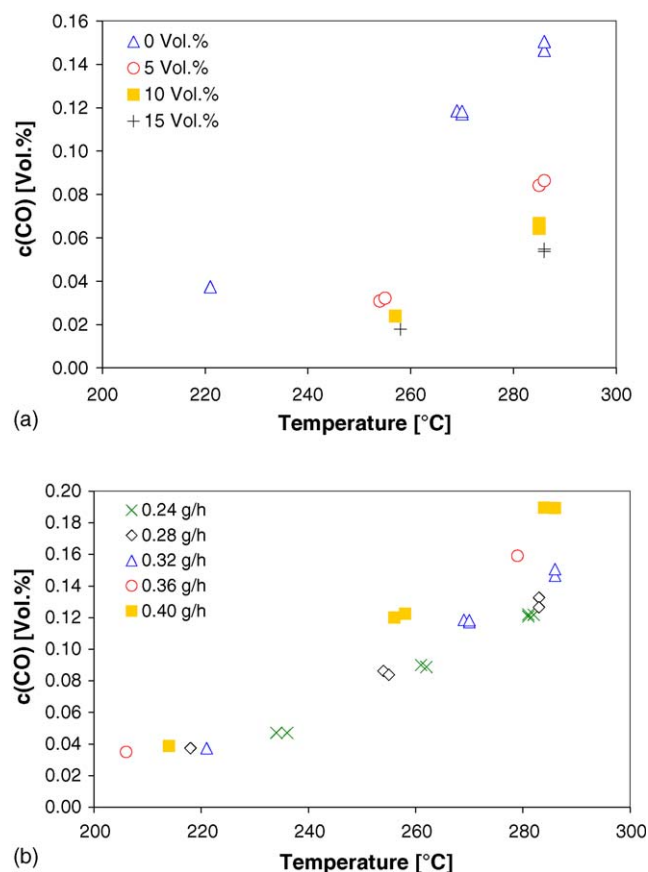 0.16
0.14
0.12
0.10
0.08
0.06
0.04
0.02
0.00
c(CO) [Vol.%]
0 Vol.%
5 Vol.%
10 Vol.%
15 Vol.%
200 220 240 260 280 300
Temperature [°C]
(a)
0.20
0.18
0.16
0.14
0.12
0.10
0.08
0.06
0.04
0.02
0.00
c(CO) [Vol.%]
0.24 g/h
0.28 g/h
0.32 g/h
0.36 g/h
0.40 g/h
200 220 240 260 280 300
Temperature [°C]
(b)